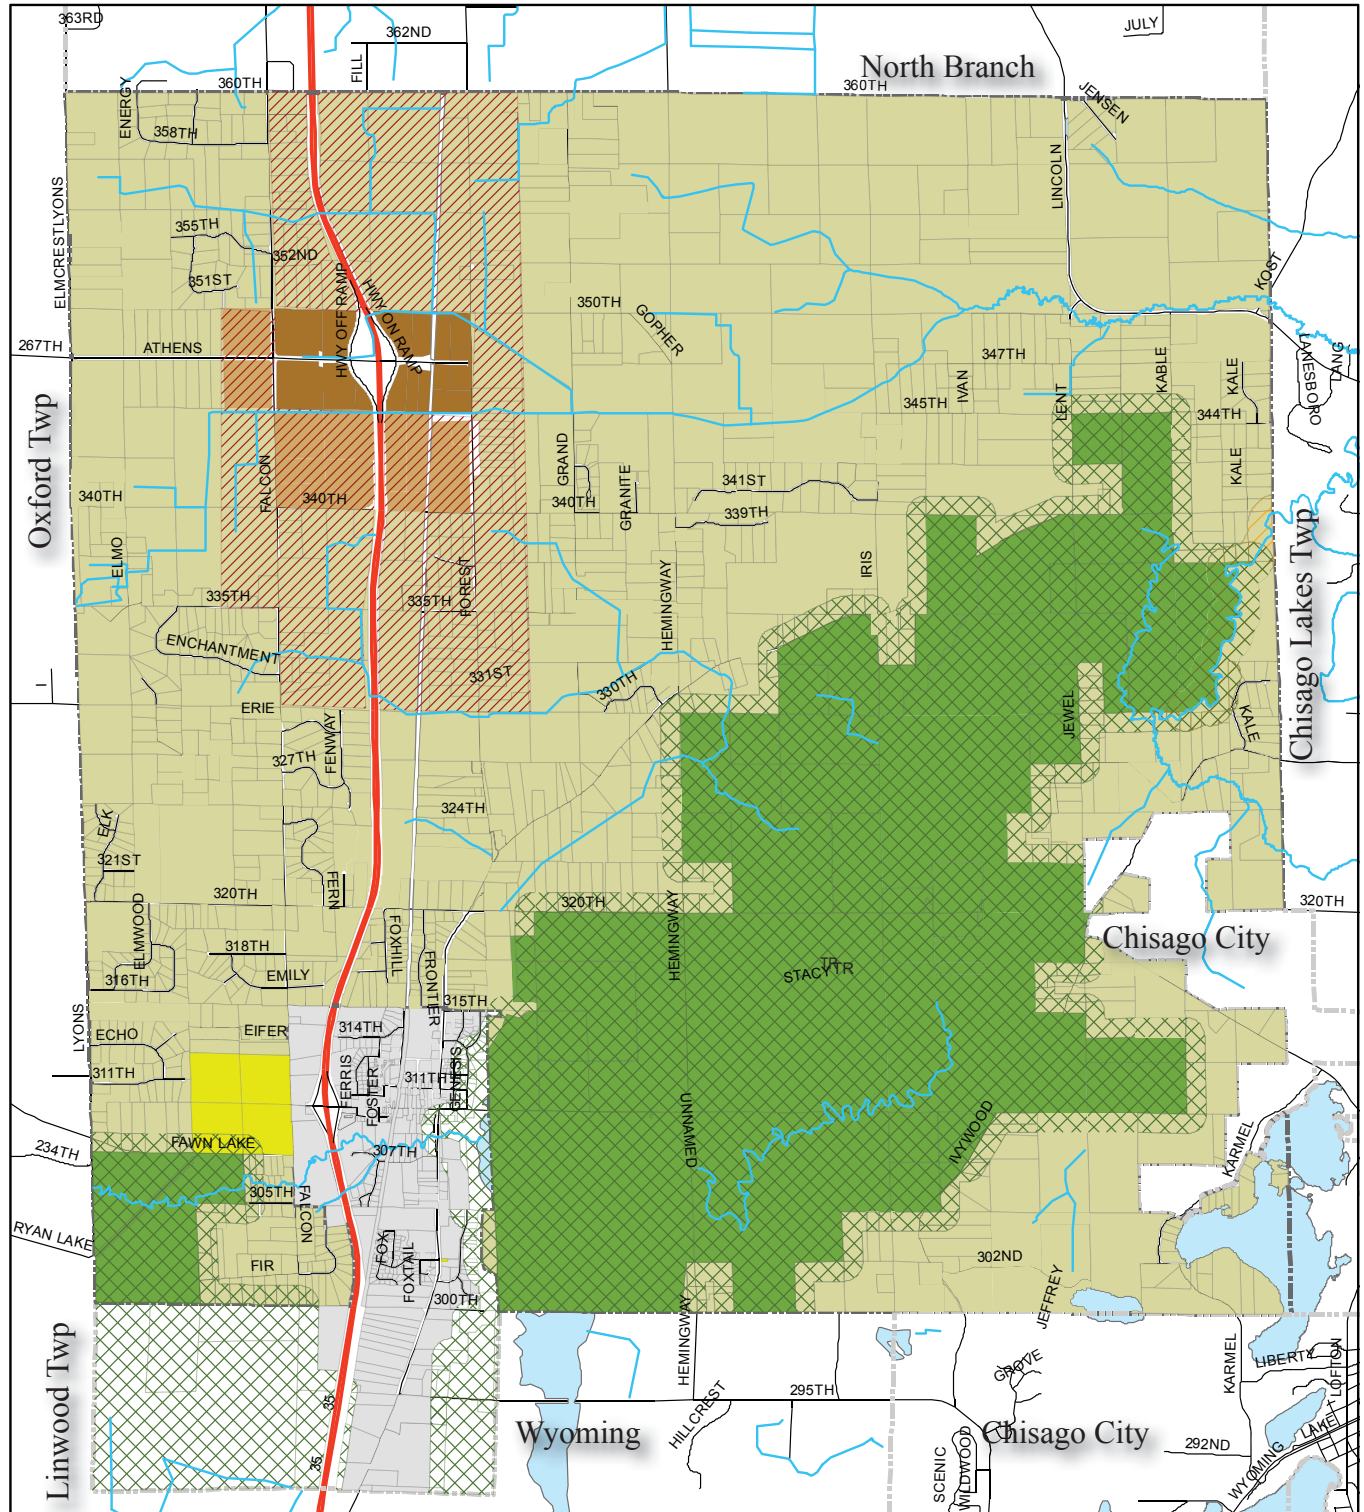 363RD
362ND
JULY
FILL
North Branch
360TH
360TH
ENERGY
JENSEN
358TH
LINCOLN
ELMCRESTLYONS
355TH
352ND
351ST
KOST
HWY OFF RAMP
HWY ON RAMP
350TH
GOPHER
267TH
ATHENS
347TH
LANG
LANESBORO
KABLE
KALE
IVAN
345TH
LENT
344TH
Oxford Twp
GRAND
FALCON
341ST
KALE
340TH
340TH
340TH
GRANITE
339TH
Chisago Lakes Twp
ELMO
IRIS
FOREST
335TH
335TH
HEMINGWAY
ENCHANTMENT
331ST
330TH
ERIE
JEWEL
KALE
FENWAY
327TH
324TH
ELK
321ST
320TH
FERN
320TH
320TH
ELMWOOD
FOXHILL
HEMINGWAY
Chisago City
318TH
FRONTIER
316TH
EMILY
TR
STACY TR
315TH
LYONS
ECHO
EIFER
314TH
311TH
FERRIS
FOSTER
311TH
GENESIS
UNNAMED
IVYWOOD
KARMEL
FAWN LAKE
307TH
234TH
305TH
FALCON
RYAN LAKE
FOX
FOXTAIL
FIR
302ND
300TH
JEFFREY
HEMINGWAY
Linwood Twp
GROVE
KARMEL
LIBERTY
LOFTON
295TH
35
HILLCREST
Wyoming
Chisago City
LAKE
292ND
WYOMING
35
SCENIC
WILDWOOD